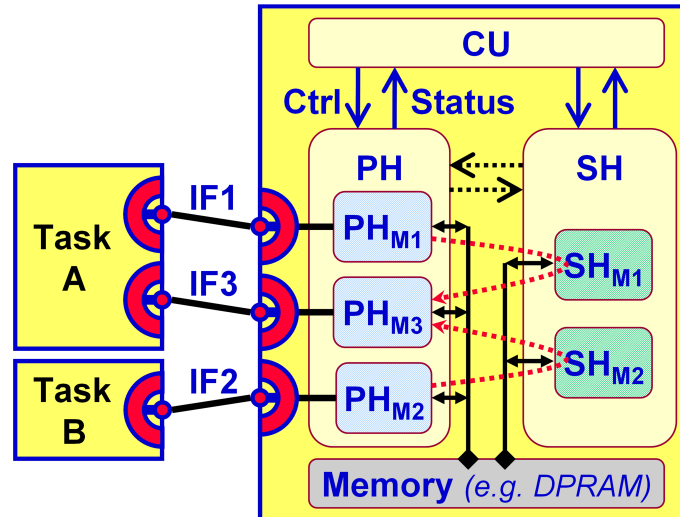 CU
Ctrl
Status
PH
SH
Task
A
IF1
IF3
PHM1
PHM3
SHM1
SHM2
Task
B
IF2
PHM2
Memory (e.g. DPRAM)